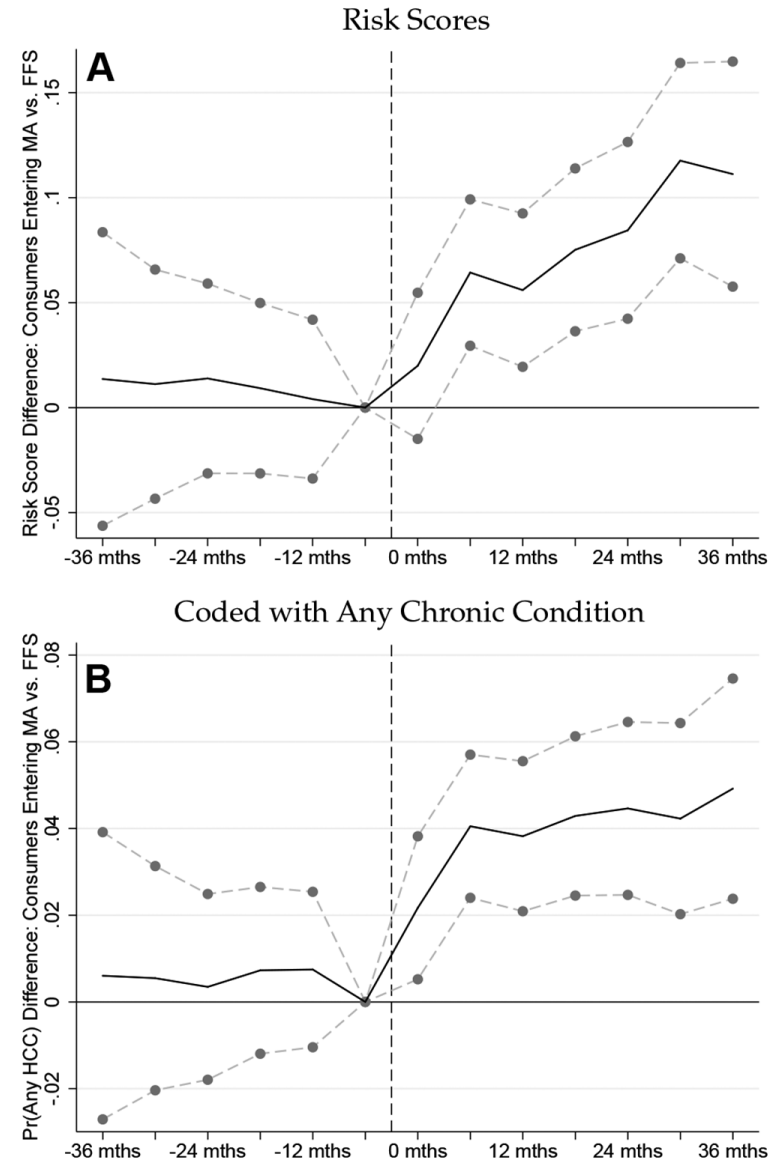 Risk Scores
A
Risk Score Difference: Consumers Entering MA vs. FFS
.15
.1
.05
0
-.05
-36 mths -24 mths -12 mths 0 mths 12 mths 24 mths 36 mths
Coded with Any Chronic Condition
B
Pr(Any HCC) Difference: Consumers Entering MA vs. FFS
.08
.06
.04
.02
0
-.02
-36 mths -24 mths -12 mths 0 mths 12 mths 24 mths 36 mths